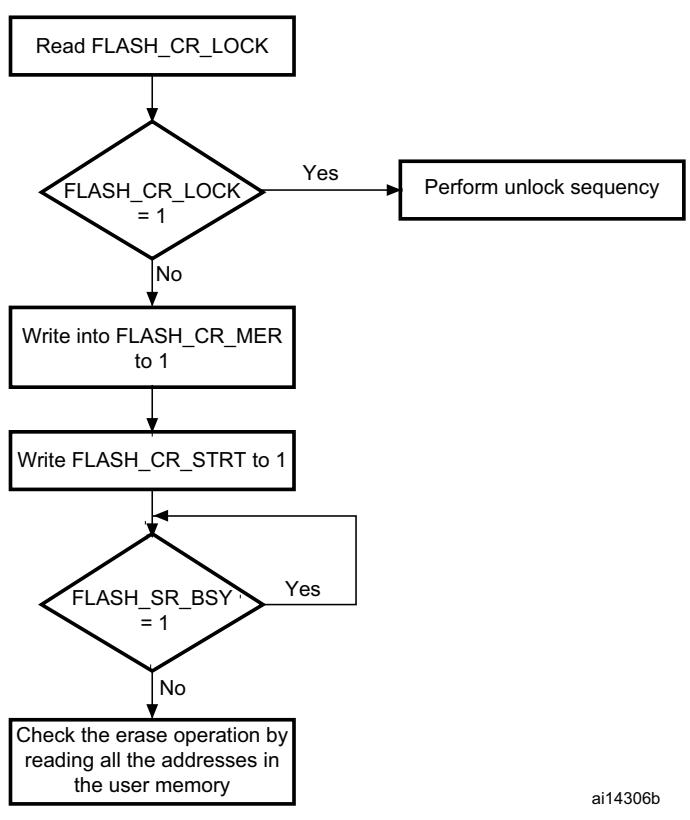 Read FLASH_CR_LOCK
FLASH_CR_LOCK
= 1
Yes
Perform unlock sequency
No
Write into FLASH_CR_MER
to 1
Write FLASH_CR_STRT to 1
FLASH_SR_BSY
= 1
Yes
No
Check the erase operation by
reading all the addresses in
the user memory
ai14306b